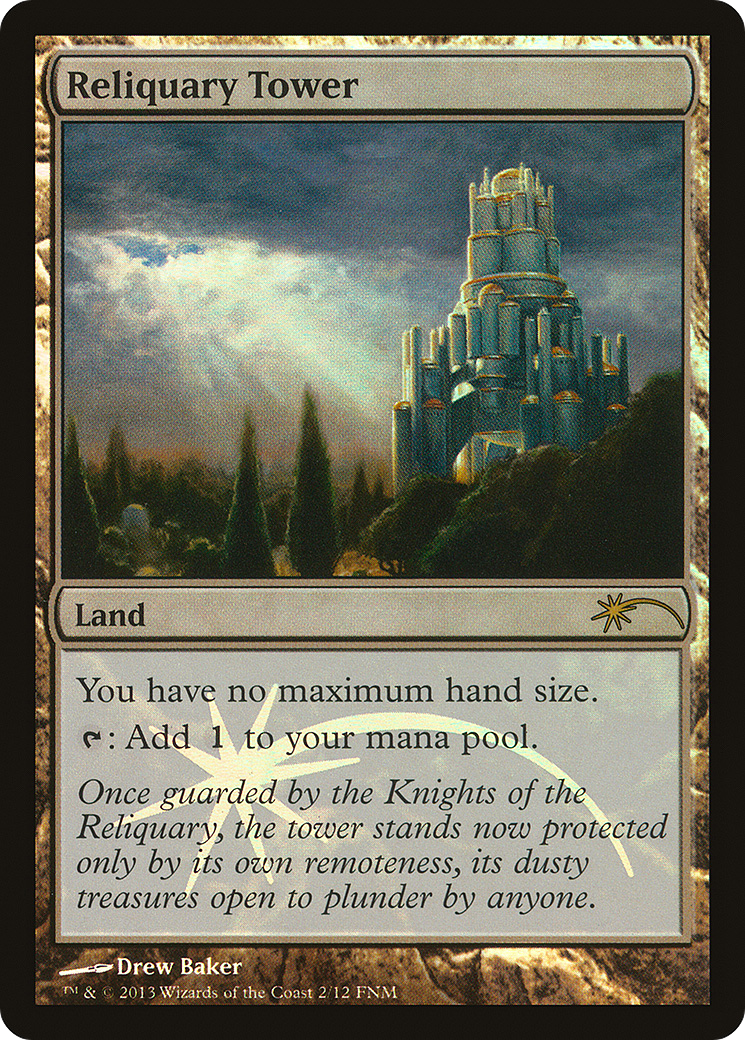 Reliquary Tower
Land
You have no maximum hand size.
: Add 1 to your mana pool.
Once guarded by the Knights of the
Reliquary, the tower stands now protected
only by its own remoteness, its dusty
treasures open to plunder by anyone.
Drew Baker
™ & © 2013 Wizards of the Coast 2/12 FNM